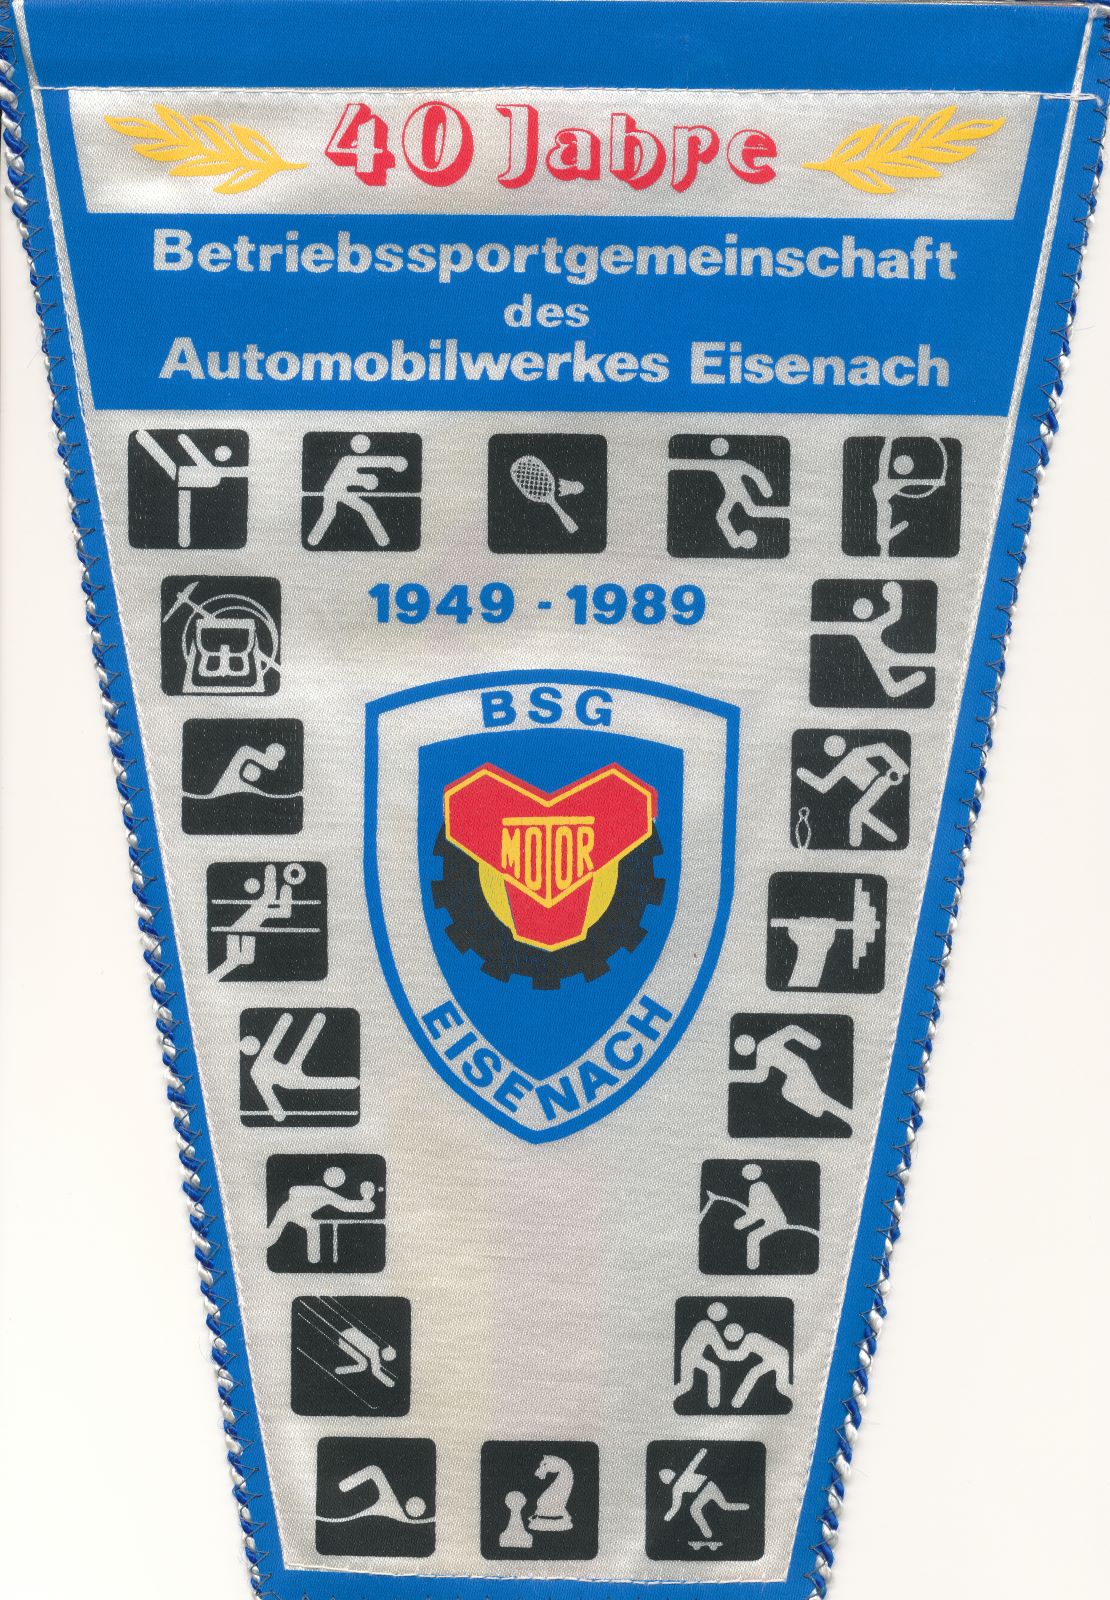 40 Jahre
Betriebssportgemeinschaft
des
Automobilwerkes Eisenach
1949 - 1989
BSG
MOTOR
EISENACH